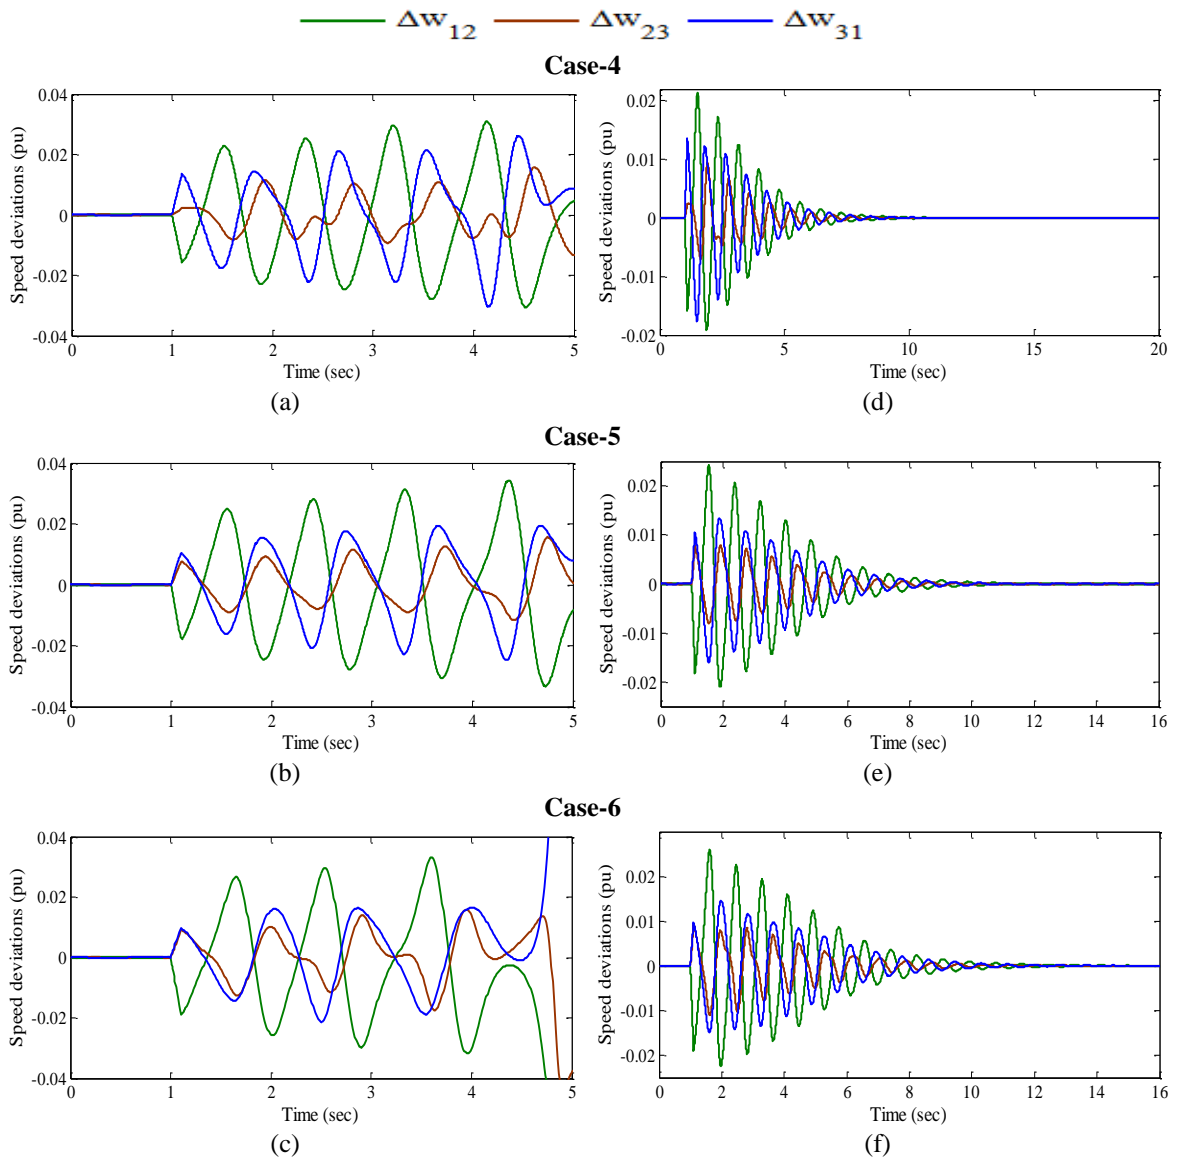 Δw12 Δw23 Δw31
Case-4
Speed deviations (pu)
0.04
0.02
0
-0.02
-0.04
0 1 2 3 4 5
Time (sec)
(a)
Speed deviations (pu)
0.02
0.01
0
-0.01
-0.02
0 5 10 15 20
Time (sec)
(d)
Case-5
Speed deviations (pu)
0.04
0.02
0
-0.02
-0.04
0 1 2 3 4 5
Time (sec)
(b)
Speed deviations (pu)
0.02
0.01
0
-0.01
-0.02
0 2 4 6 8 10 12 14 16
Time (sec)
(e)
Case-6
Speed deviations (pu)
0.04
0.02
0
-0.02
-0.04
0 1 2 3 4 5
Time (sec)
(c)
Speed deviations (pu)
0.02
0.01
0
-0.01
-0.02
0 2 4 6 8 10 12 14 16
Time (sec)
(f)